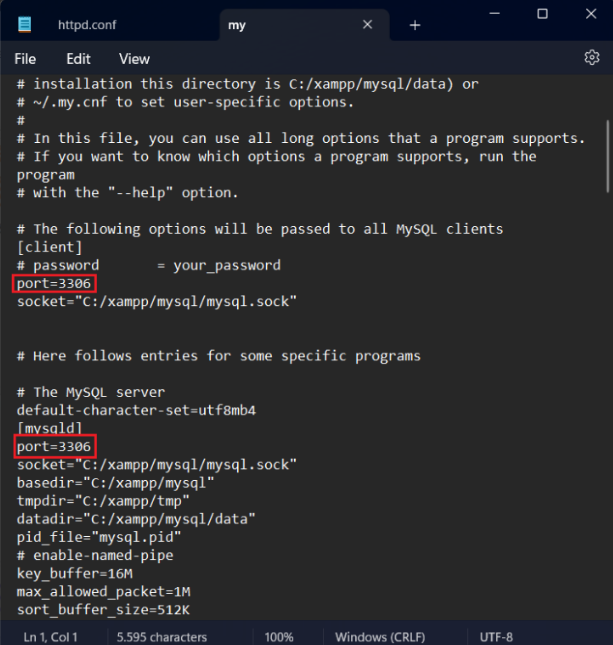 httpd.conf
my
File Edit View
# installation this directory is C:/xampp/mysql/data) or
# ~/.my.cnf to set user-specific options.
#
# In this file, you can use all long options that a program supports.
# If you want to know which options a program supports, run the
program
# with the "--help" option.
# The following options will be passed to all MySQL clients
[client]
# password       = your_password
port=3306
socket="C:/xampp/mysql/mysql.sock"
# Here follows entries for some specific programs
# The MySQL server
default-character-set=utf8mb4
[mysqld]
port=3306
socket="C:/xampp/mysql/mysql.sock"
basedir="C:/xampp/mysql"
tmpdir="C:/xampp/tmp"
datadir="C:/xampp/mysql/data"
pid_file="mysql.pid"
# enable-named-pipe
key_buffer=16M
max_allowed_packet=1M
sort_buffer_size=512K
Ln 1, Col 1 5.595 characters 100% Windows (CRLF) UTF-8